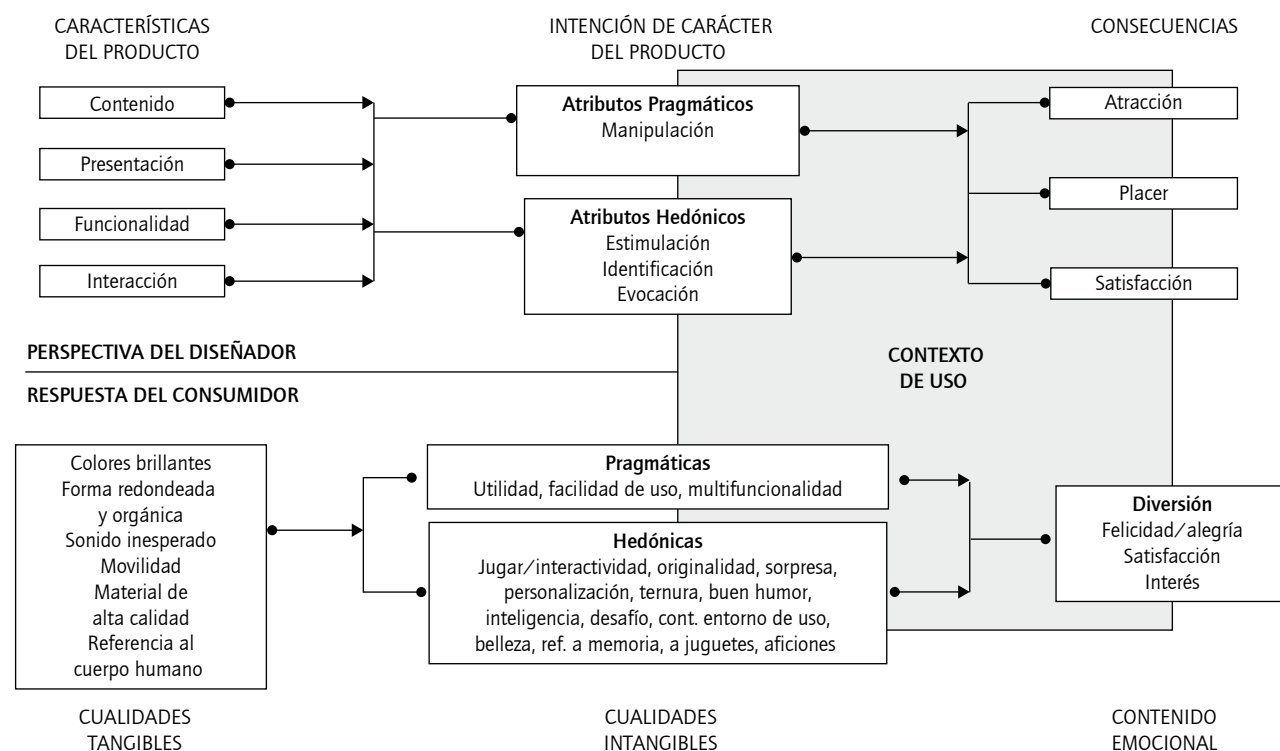 CARACTERÍSTICAS
DEL PRODUCTO
INTENCIÓN DE CARÁCTER
DEL PRODUCTO
CONSECUENCIAS
Contenido
Presentación
Funcionalidad
Interacción
Atributos Pragmáticos
Manipulación
Atributos Hedónicos
Estimulación
Identificación
Evocación
Atracción
Placer
Satisfacción
PERSPECTIVA DEL DISEÑADOR
RESPUESTA DEL CONSUMIDOR
CONTEXTO
DE USO
Colores brillantes
Forma redondeada
y orgánica
Sonido inesperado
Movilidad
Material de
alta calidad
Referencia al
cuerpo humano
Pragmáticas
Utilidad, facilidad de uso, multifuncionalidad
Hedónicas
Jugar/interactividad, originalidad, sorpresa,
personalización, ternura, buen humor,
inteligencia, desafío, cont. entorno de uso,
belleza, ref. a memoria, a juguetes, aficiones
Diversión
Felicidad/alegría
Satisfacción
Interés
CUALIDADES
TANGIBLES
CUALIDADES
INTANGIBLES
CONTENIDO
EMOCIONAL